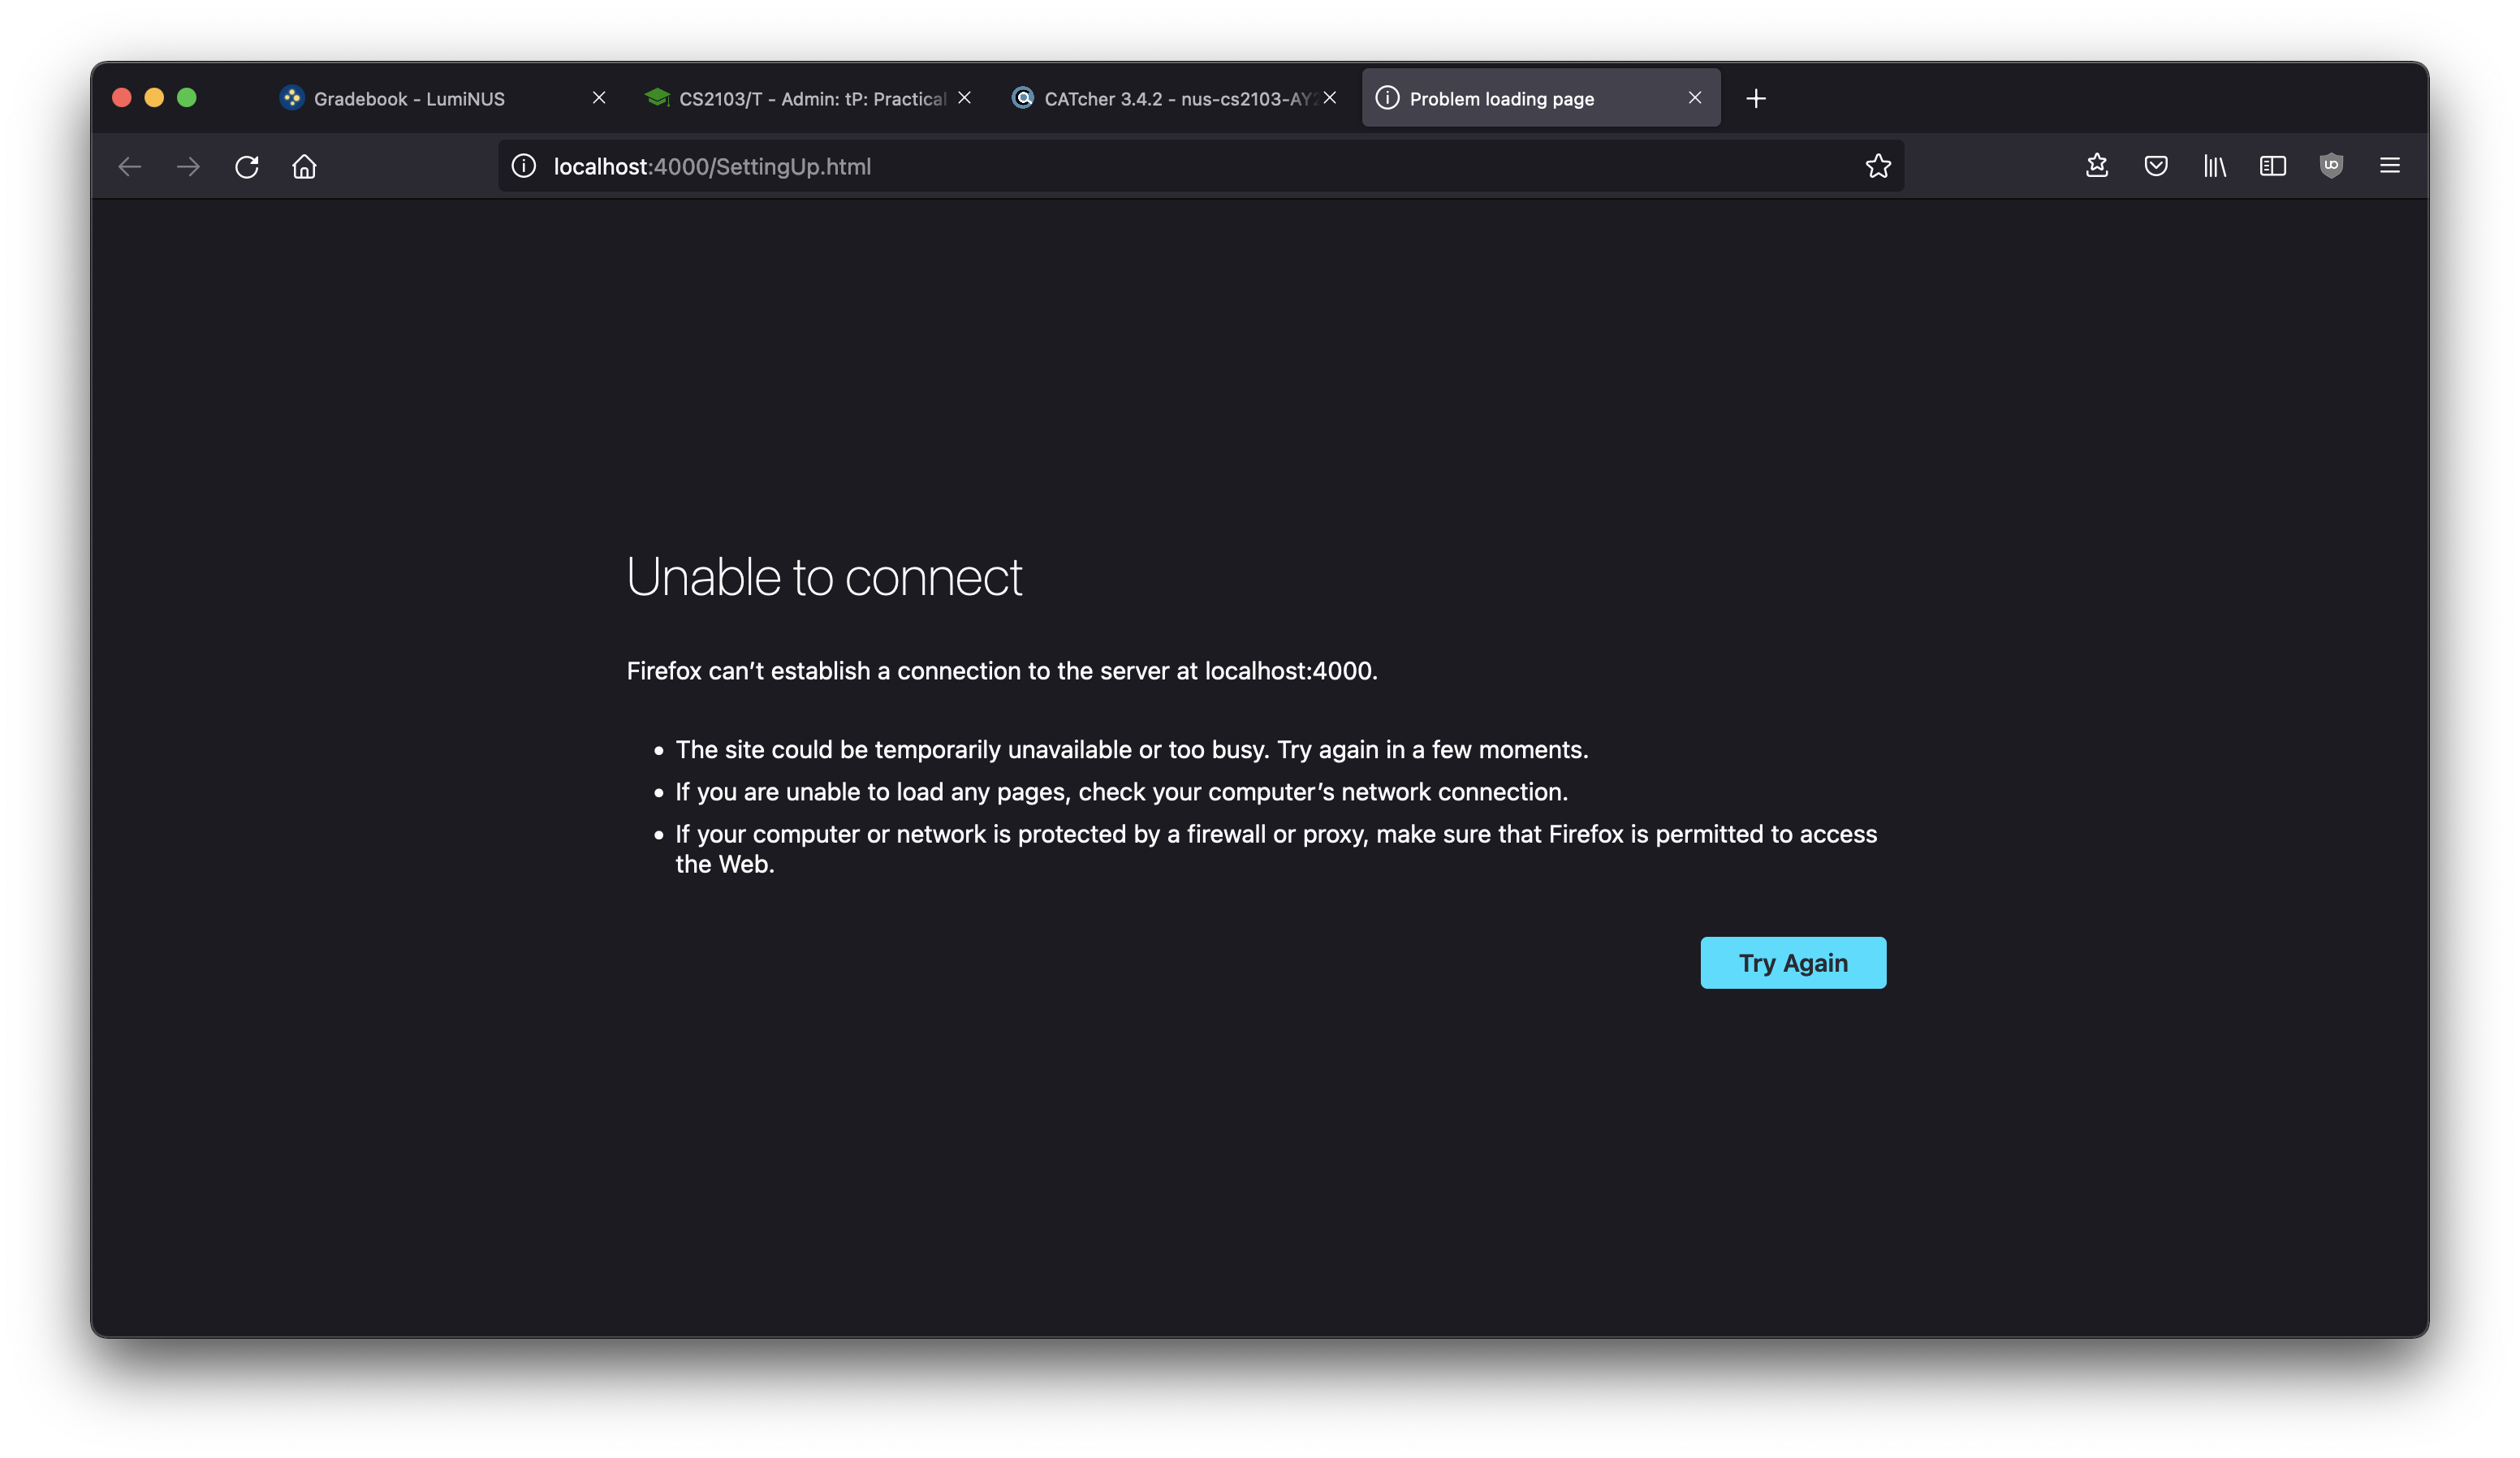 Gradebook - LumiNUS
CS2103/T - Admin: tP: Practical
CATcher 3.4.2 - nus-cs2103-AY2
Problem loading page
localhost:4000/SettingUp.html
Unable to connect
Firefox can’t establish a connection to the server at localhost:4000.
• The site could be temporarily unavailable or too busy. Try again in a few moments.
• If you are unable to load any pages, check your computer’s network connection.
• If your computer or network is protected by a firewall or proxy, make sure that Firefox is permitted to access
the Web.
Try Again